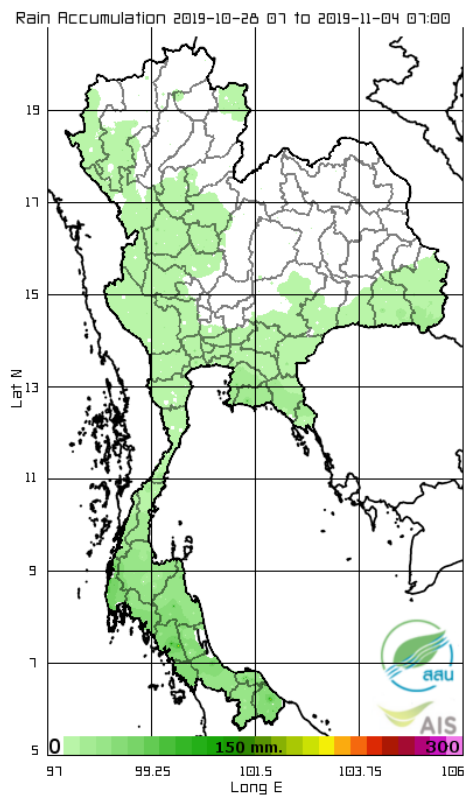 Rain Accumulation 2019-10-28 07 to 2019-11-04 07:00
19
17
15
13
11
9
7
5
Lat N
สสน
AIS
0 150 mm. 300
97 99.25 101.5 103.75 106
Long E